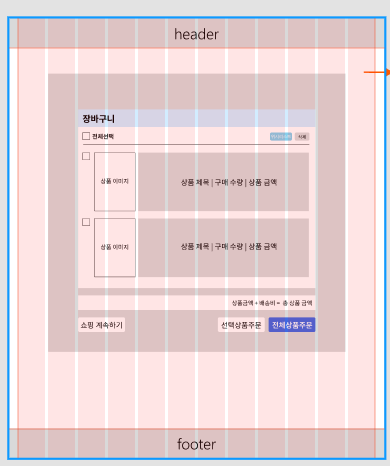 header
장바구니
전체선택
삭제
상품 이미지
상품 제목 | 구매 수량 | 상품 금액
상품 이미지
상품 제목 | 구매 수량 | 상품 금액
상품금액 + 배송비 = 총 상품 금액
쇼핑 계속하기
선택상품주문
전체상품주문
footer